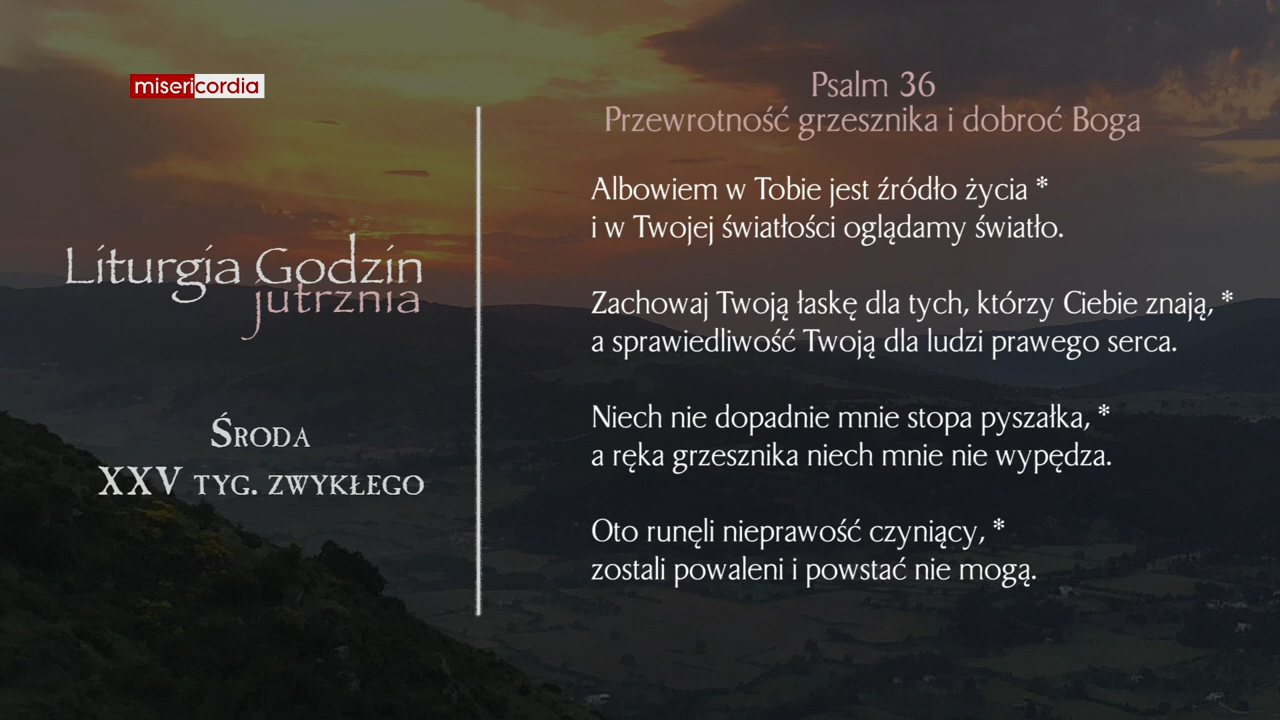 misericordia
Liturgia Godzin
jutrznia
Środa
XXV tyg. zwykłego
Psalm 36
Przewrotność grzesznika i dobroć Boga
Albowiem w Tobie jest źródło życia *
i w Twojej światłości oglądamy światło.
Zachowaj Twoją łaskę dla tych, którzy Ciebie znają, *
a sprawiedliwość Twoją dla ludzi prawego serca.
Niech nie dopadnie mnie stopa pyszałka, *
a ręka grzesznika niech mnie nie wypędza.
Oto runęli nieprawość czyniący, *
zostali powaleni i powstać nie mogą.